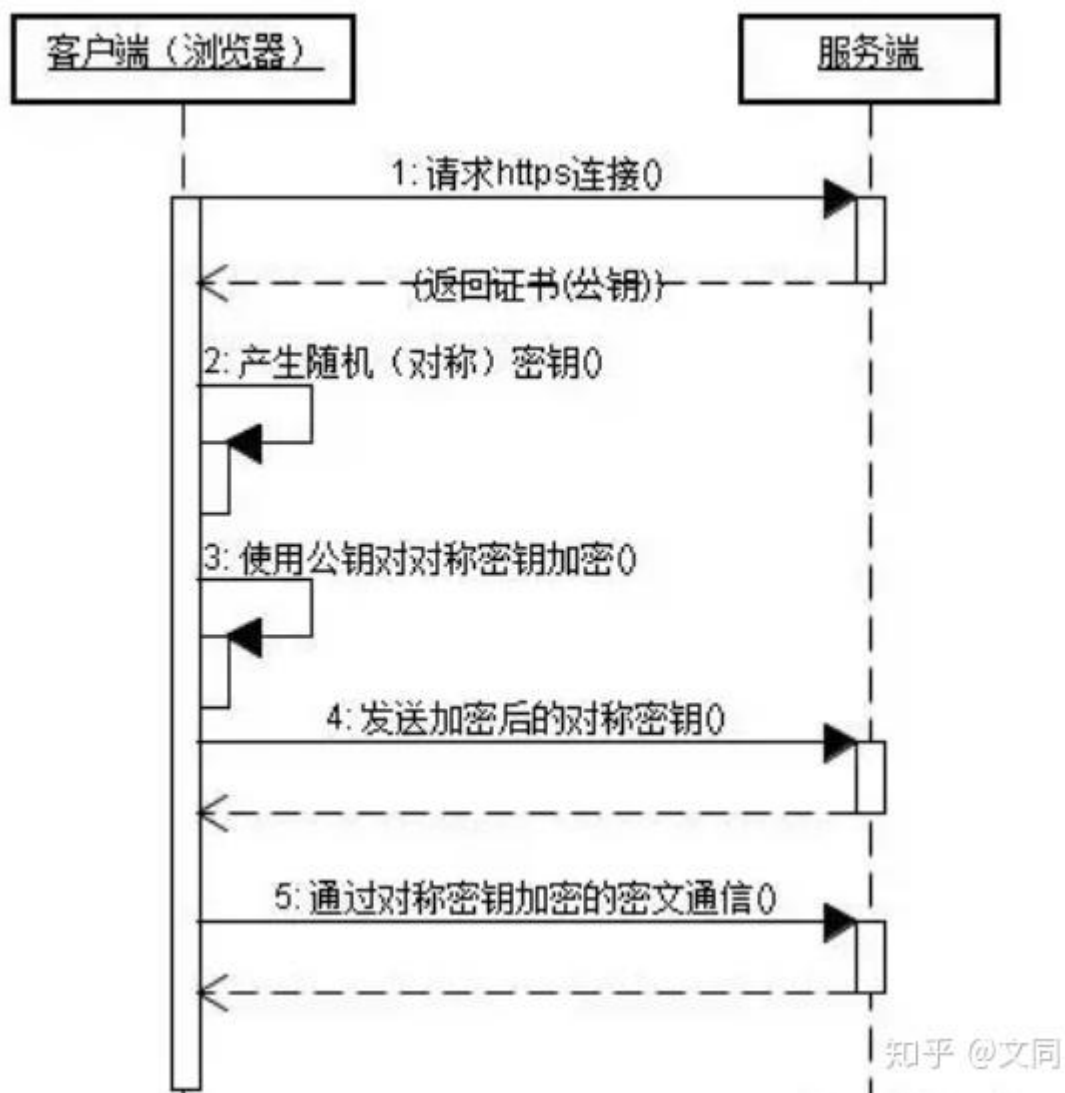 客户端（浏览器） 服务端
1: 请求https连接()
{返回证书(公钥)}
2: 产生随机（对称）密钥()
3: 使用公钥对对称密钥加密()
4: 发送加密后的对称密钥()
5: 通过对称密钥加密的密文通信()
知乎 @文同